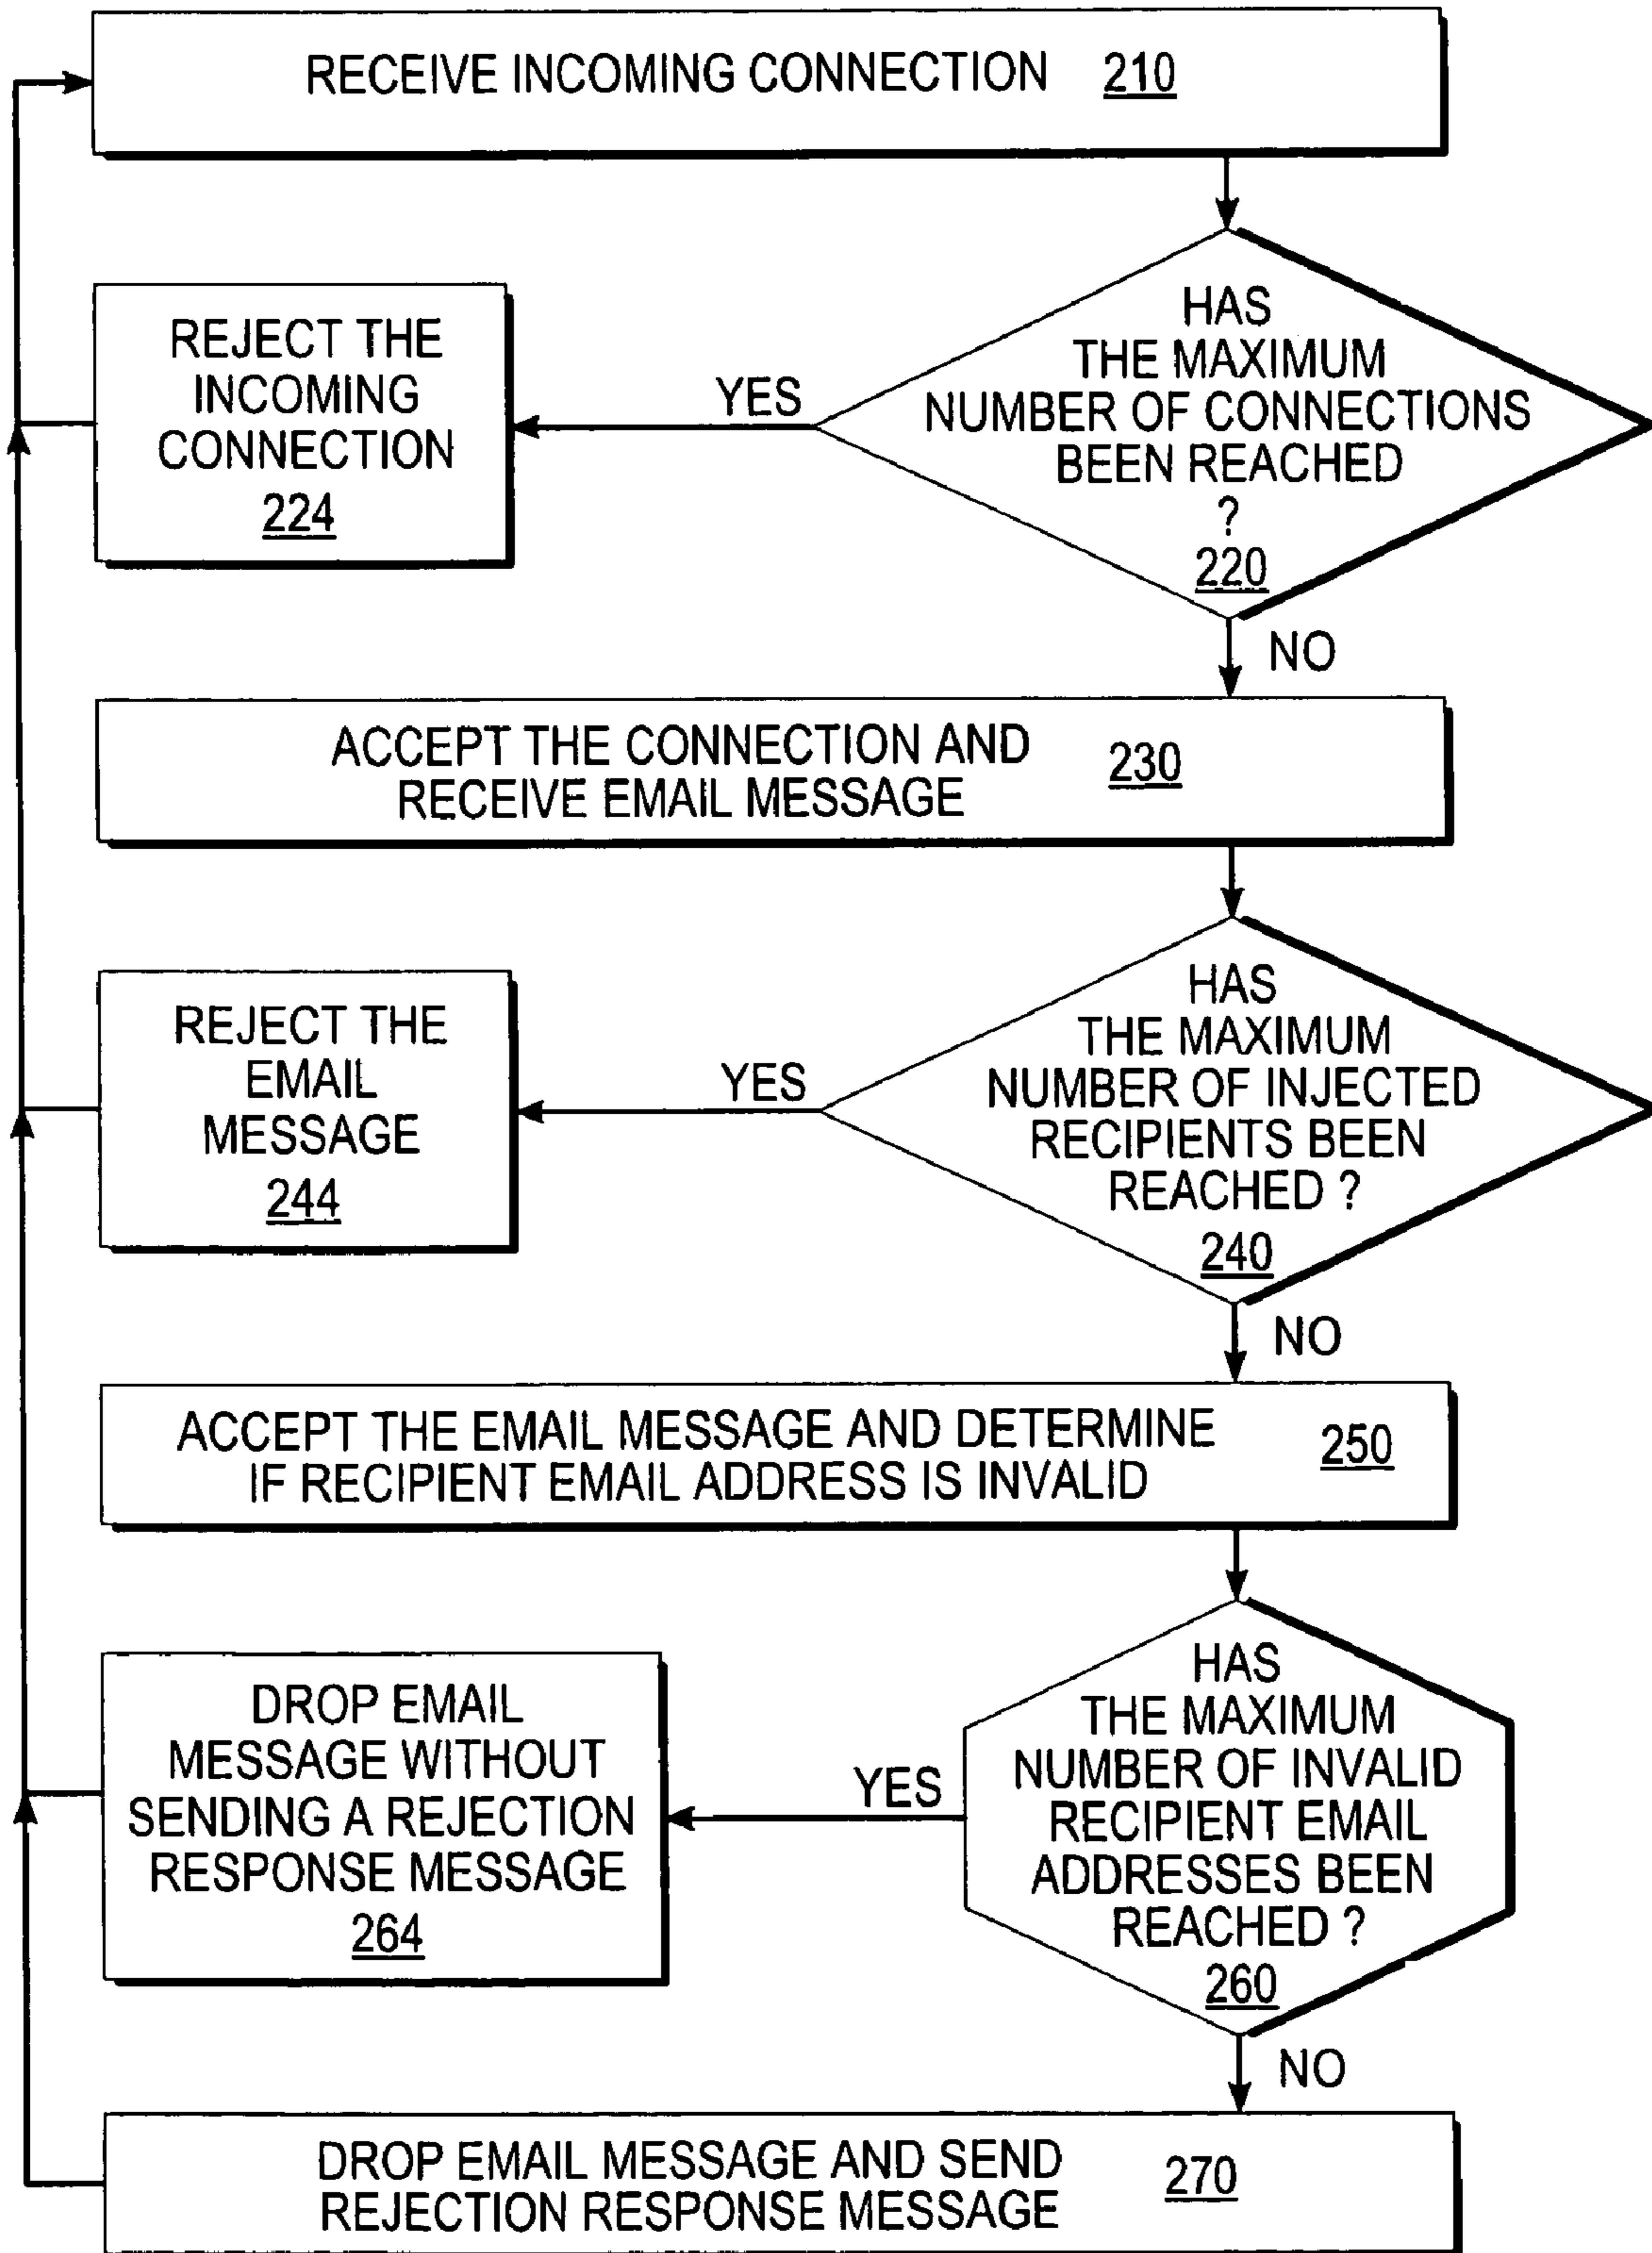 RECEIVE INCOMING CONNECTION 210
HAS
THE MAXIMUM
NUMBER OF CONNECTIONS
BEEN REACHED
?
220
YES
REJECT THE
INCOMING
CONNECTION
224
NO
ACCEPT THE CONNECTION AND
RECEIVE EMAIL MESSAGE
230
HAS
THE MAXIMUM
NUMBER OF INJECTED
RECIPIENTS BEEN
REACHED ?
240
YES
REJECT THE
EMAIL
MESSAGE
244
NO
ACCEPT THE EMAIL MESSAGE AND DETERMINE
IF RECIPIENT EMAIL ADDRESS IS INVALID
250
HAS
THE MAXIMUM
NUMBER OF INVALID
RECIPIENT EMAIL
ADDRESSES BEEN
REACHED ?
260
YES
DROP EMAIL
MESSAGE WITHOUT
SENDING A REJECTION
RESPONSE MESSAGE
264
NO
DROP EMAIL MESSAGE AND SEND
REJECTION RESPONSE MESSAGE
270